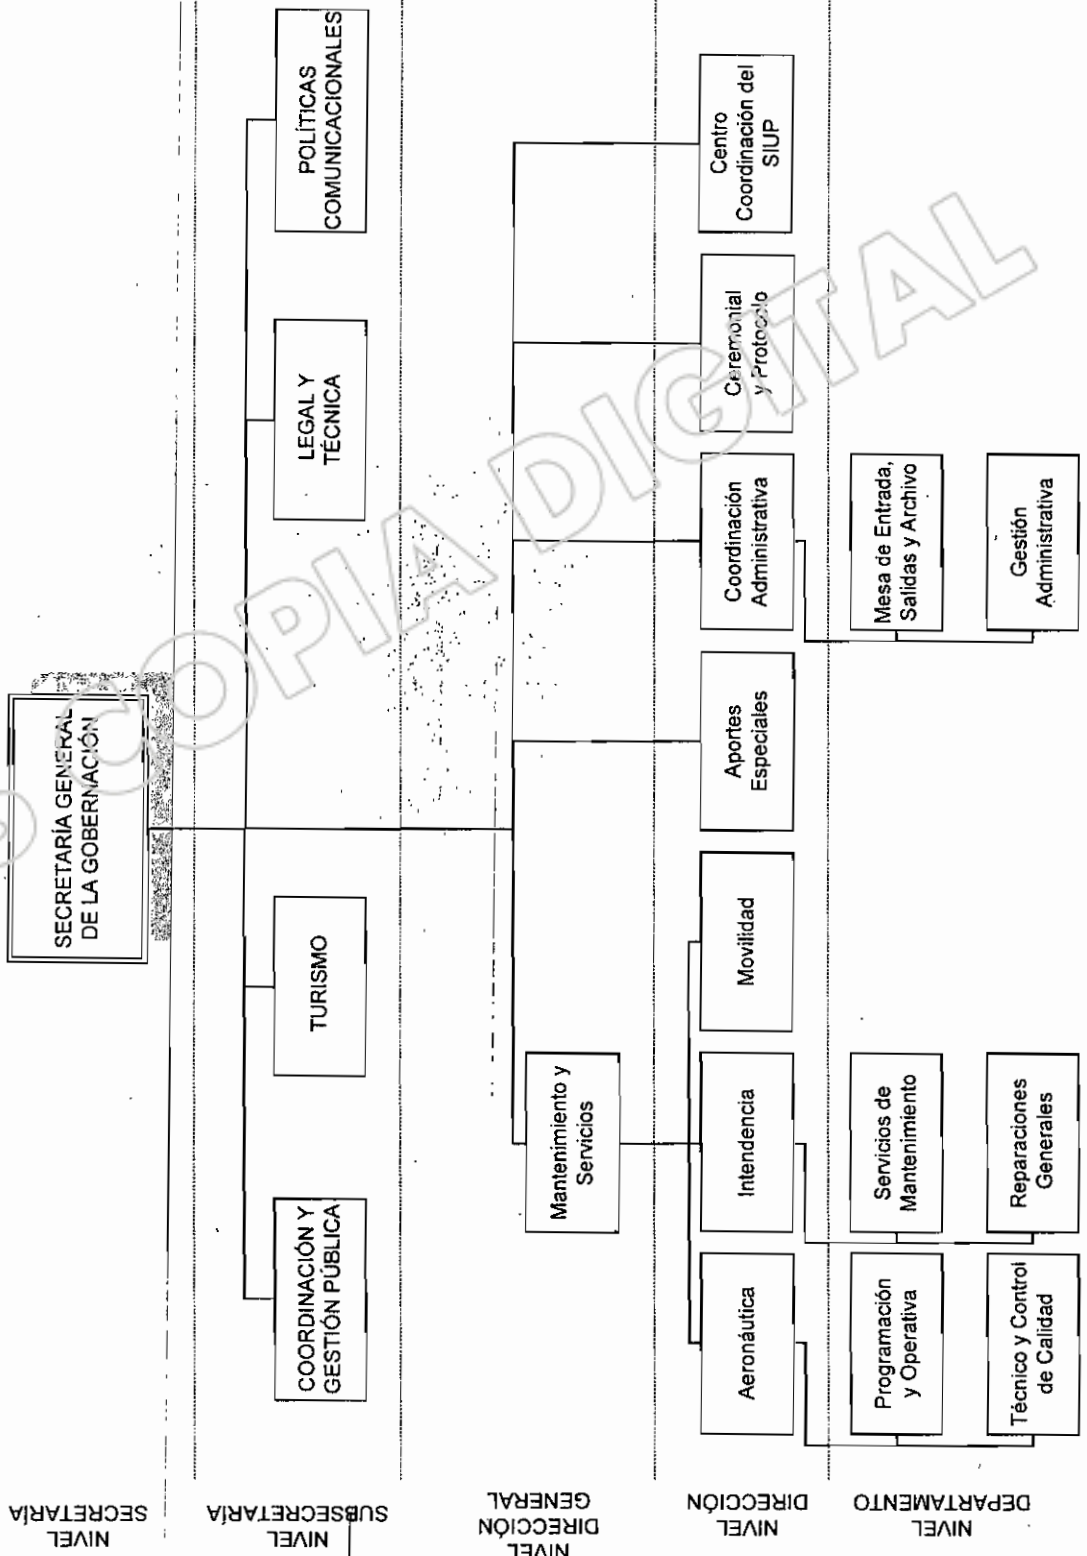 SECRETARÍA GENERAL
DE LA GOBERNACIÓN
COORDINACIÓN Y
GESTIÓN PÚBLICA
TURISMO
LEGAL Y
TÉCNICA
POLÍTICAS
COMUNICACIONALES
Mantenimiento y
Servicios
Aeronáutica
Intendencia
Movilidad
Aportes
Especiales
Coordinación
Administrativa
Ceremonial
y Protocolo
Centro
Coordinación del
SIUP
Programación
y Operativa
Servicios de
Mantenimiento
Mesa de Entrada,
Salidas y Archivo
Técnico y Control
de Calidad
Reparaciones
Generales
Gestión
Administrativa
NIVEL
SECRETARÍA
NIVEL
SUBSECRETARÍA
NIVEL
DIRECCIÓN
GENERAL
NIVEL
DIRECCIÓN
NIVEL
DEPARTAMENTO
COPIA DIGITAL